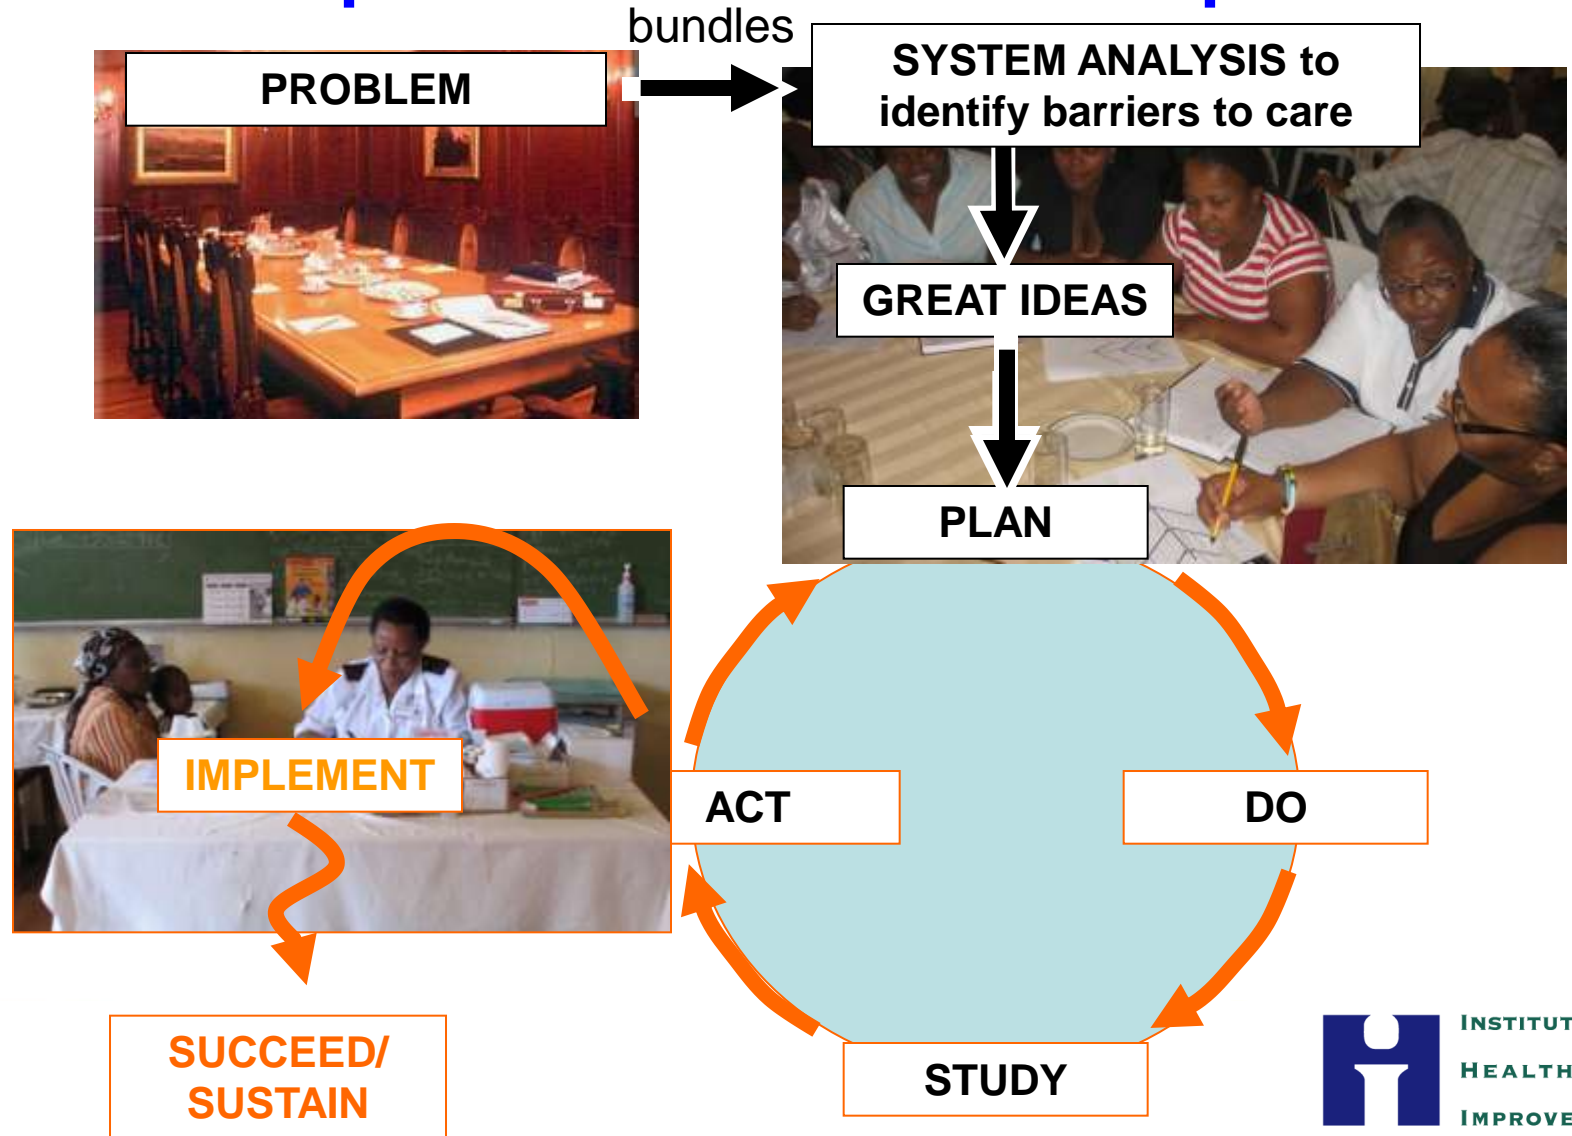 bundles
PROBLEM
SYSTEM ANALYSIS to
identify barriers to care
GREAT IDEAS
PLAN
IMPLEMENT
ACT
DO
SUCCEED/
SUSTAIN
STUDY
INSTITUT
HEALTH
IMPROVE